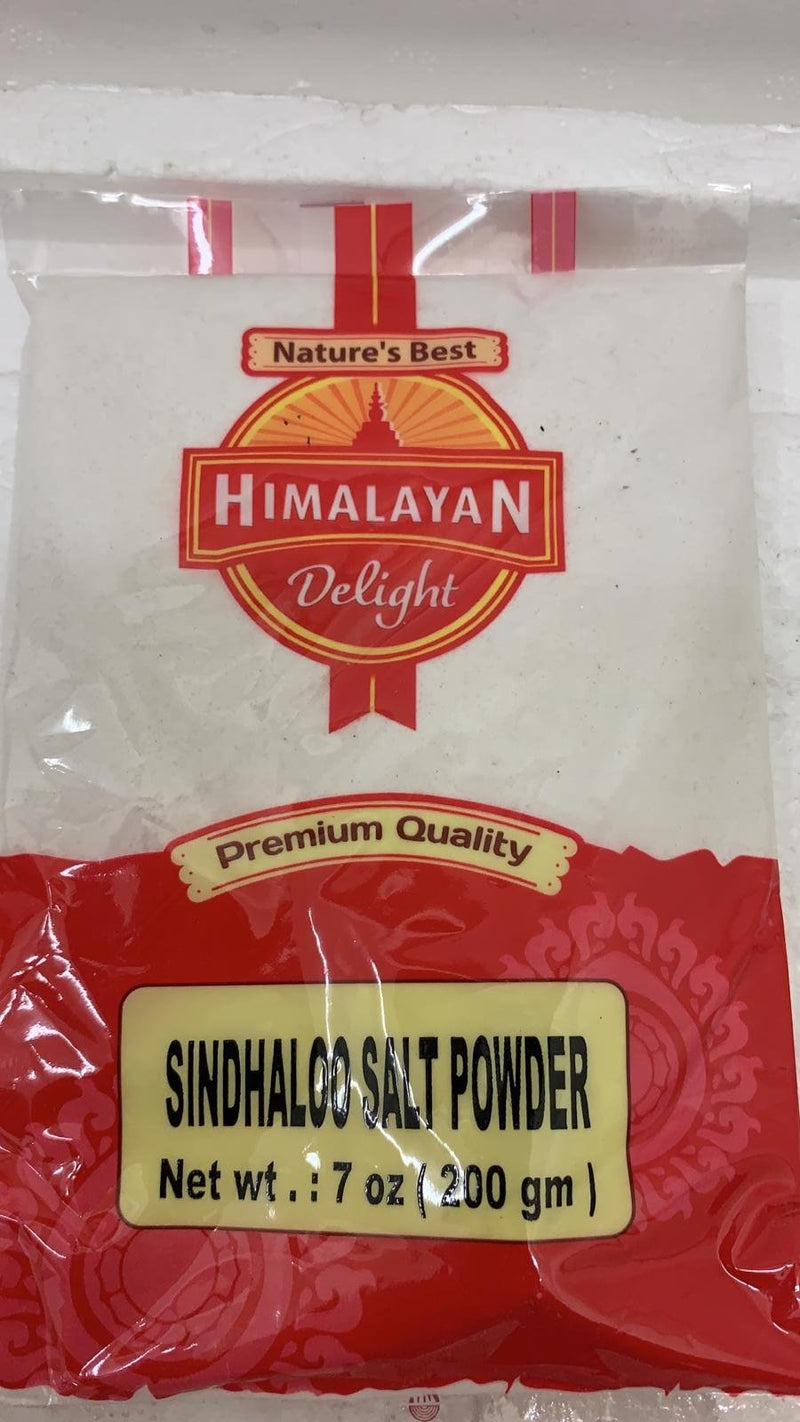 Nature's Best
HIMALAYAN
Delight
Premium Quality
SINDHALOO SALT POWDER
Net wt . : 7 oz ( 200 gm )